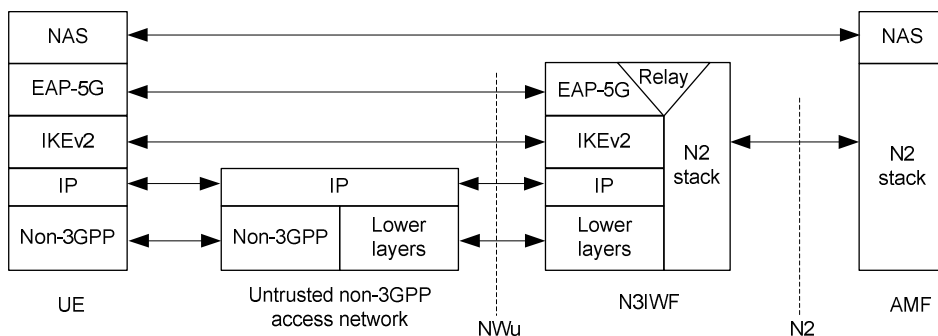 NAS
NAS
EAP-5G
EAP-5G
Relay
IKEv2
IKEv2
N2
stack
N2
stack
IP
IP
IP
Non-3GPP
Non-3GPP
Lower
layers
Lower
layers
UE
Untrusted non-3GPP
access network
NWu
N3IWF
N2
AMF